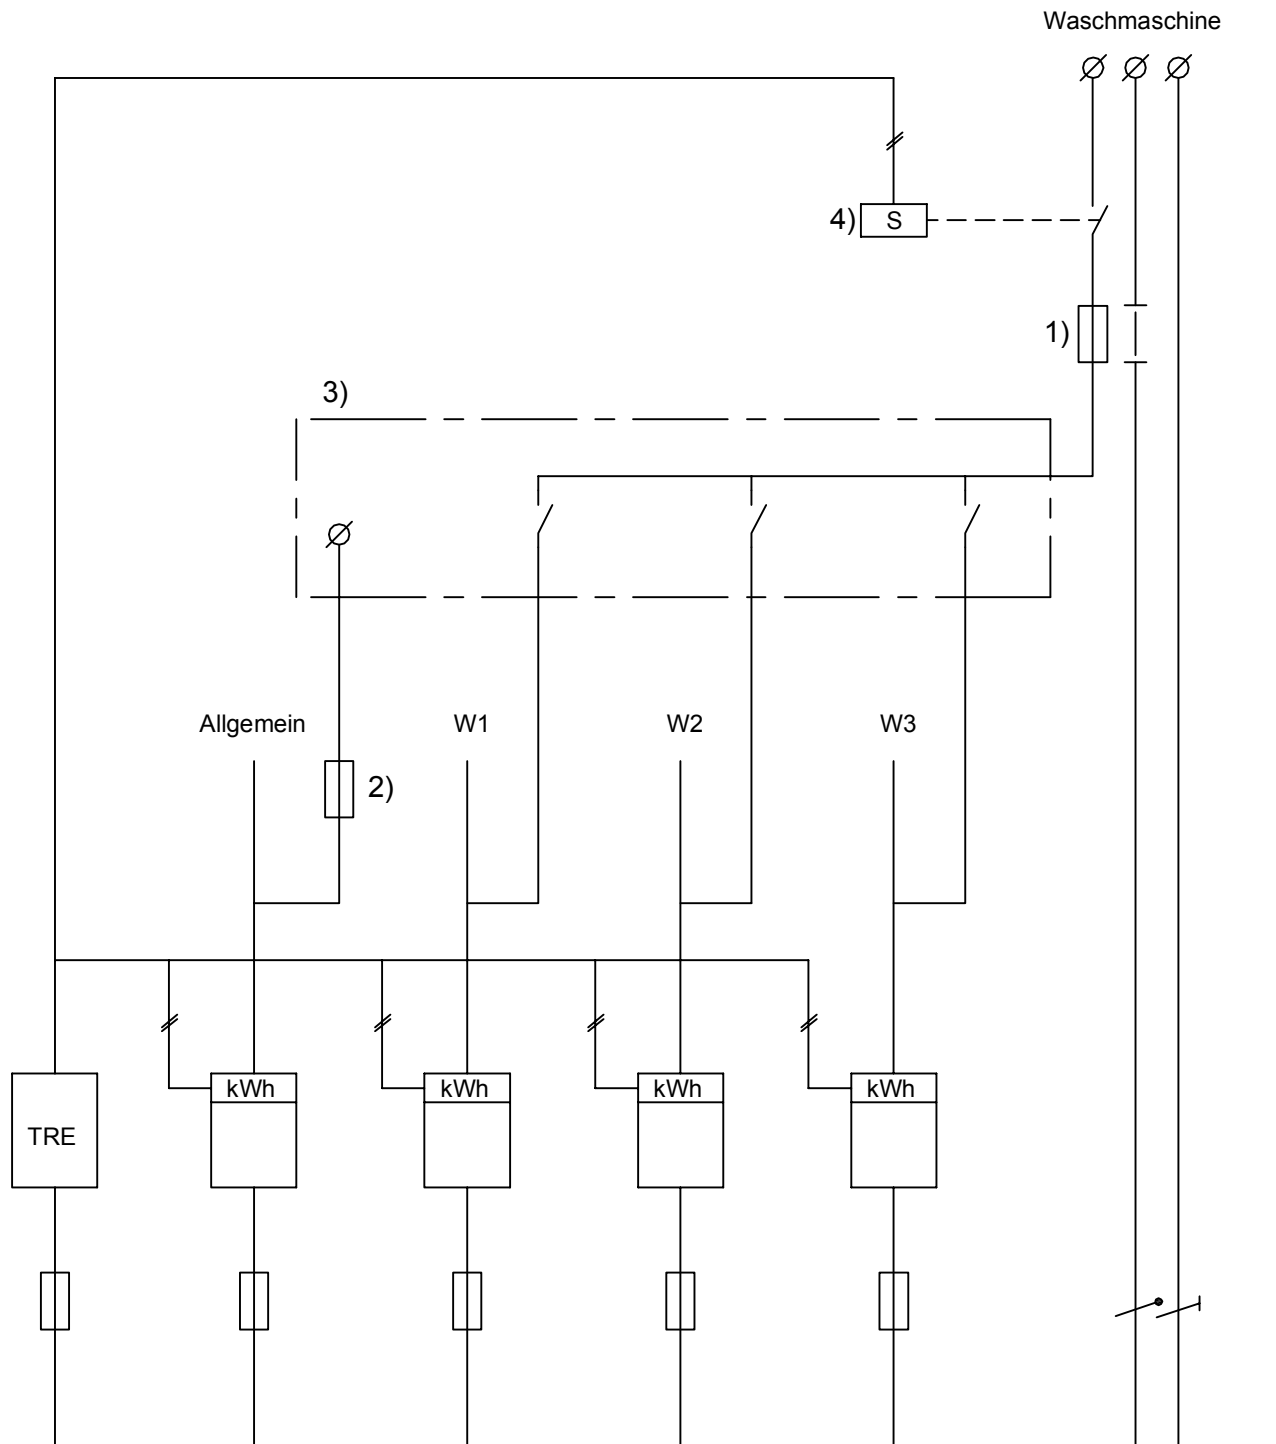 Waschmaschine
4) S
1)
3)
Allgemein W1 W2 W3
2)
kWh kWh kWh kWh
TRE